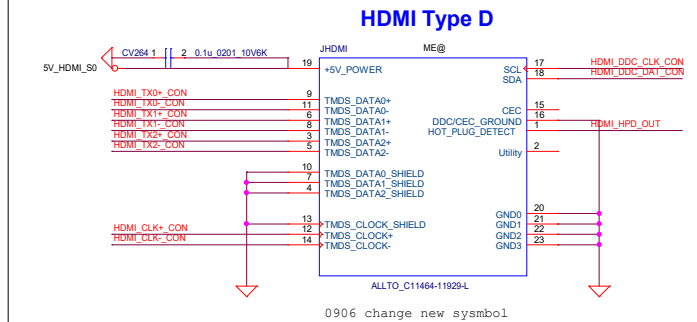 HDMI Type D
JHDMI ME@
CV264 1 2 0.1u_0201_10V6K
5V_HDMI_S0
19 +5V_POWER
SCL 17 HDMI_DDC_CLK_CON
SDA 18 HDMI_DDC_DAT_CON
HDMI_TX0+_CON 9 TMDS_DATA0+
HDMI_TX0-_CON 11 TMDS_DATA0-
HDMI_TX1+_CON 6 TMDS_DATA1+
HDMI_TX1-_CON 8 TMDS_DATA1-
HDMI_TX2+_CON 3 TMDS_DATA2+
HDMI_TX2-_CON 5 TMDS_DATA2-
CEC 15
DDC/CEC_GROUND 16
HOT_PLUG_DETECT 1 HDMI_HPD_OUT
Utility 2
10 TMDS_DATA0_SHIELD
7 TMDS_DATA1_SHIELD
4 TMDS_DATA2_SHIELD
13 TMDS_CLOCK_SHIELD
HDMI_CLK+_CON 12 TMDS_CLOCK+
HDMI_CLK-_CON 14 TMDS_CLOCK-
GND0 20
GND1 21
GND2 22
GND3 23
ALLTO_C11464-11929-L
0906 change new sysmbol